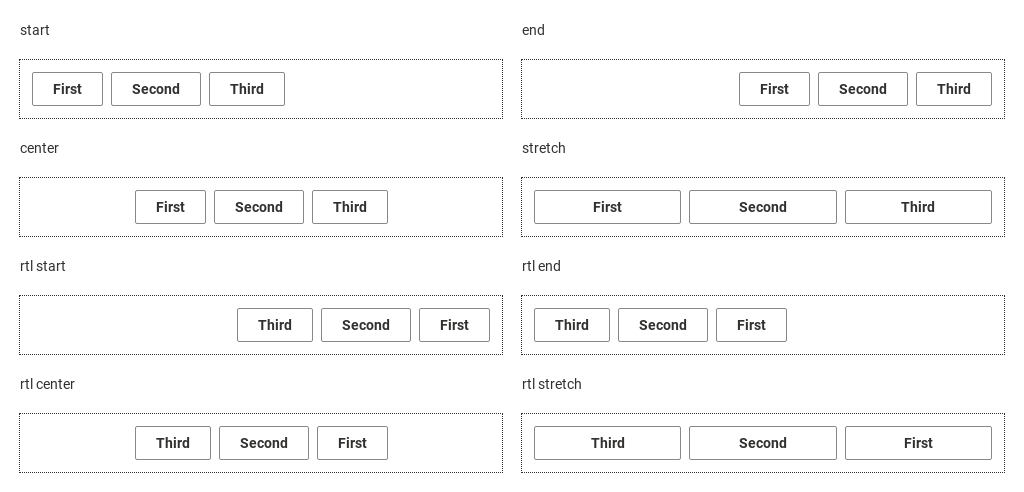 start
First Second Third
end
First Second Third
center
First Second Third
stretch
First Second Third
rtl start
Third Second First
rtl end
Third Second First
rtl center
Third Second First
rtl stretch
Third Second First